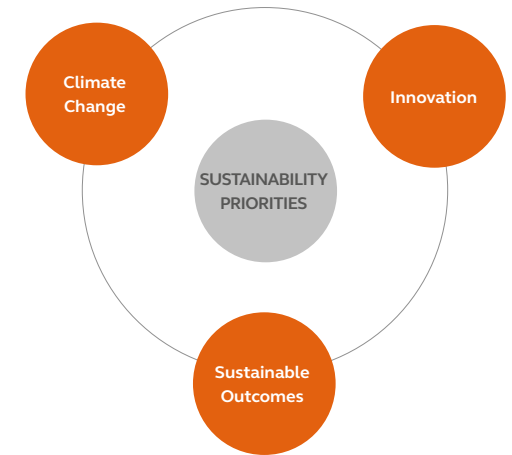 Climate
Change
Innovation
SUSTAINABILITY
PRIORITIES
Sustainable
Outcomes